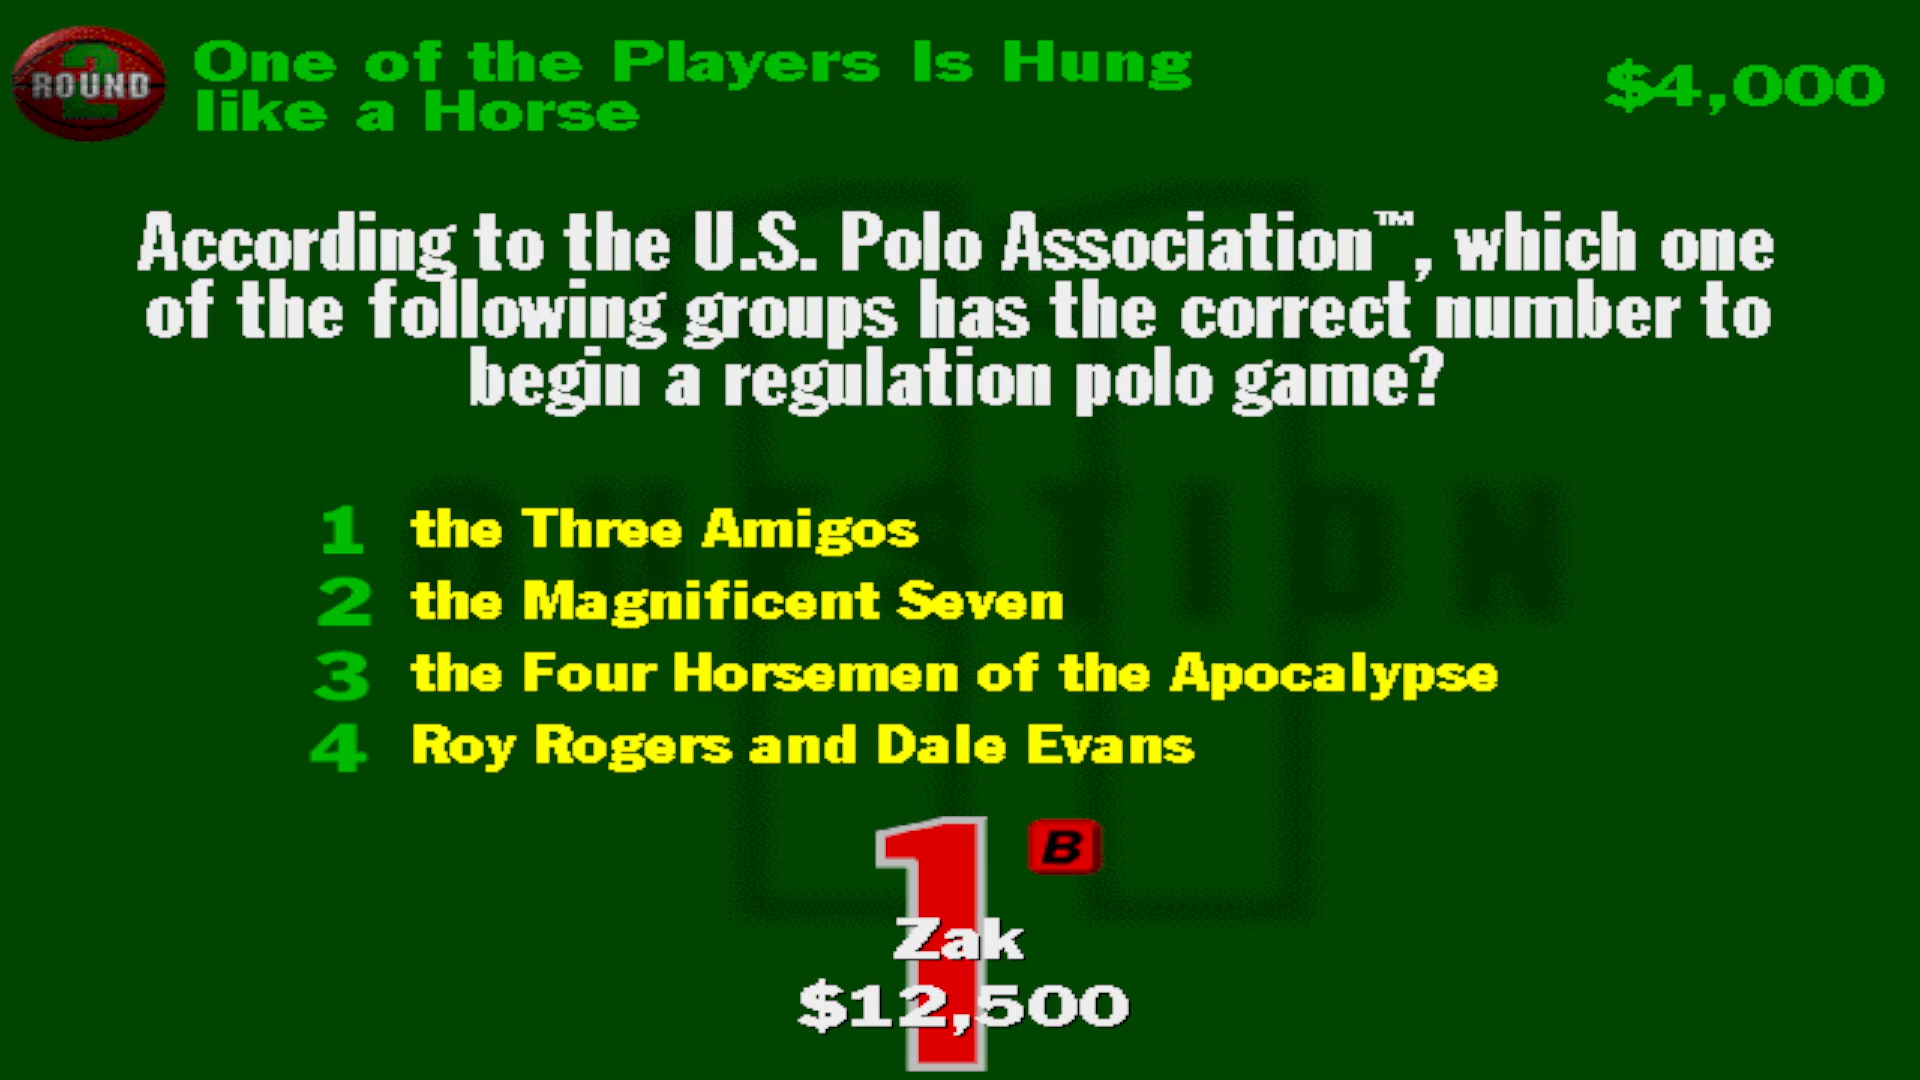 ROUND 2
One of the Players Is Hung
like a Horse
$4,000
According to the U.S. Polo Association™, which one
of the following groups has the correct number to
begin a regulation polo game?
QUESTION
1 the Three Amigos
2 the Magnificent Seven
3 the Four Horsemen of the Apocalypse
4 Roy Rogers and Dale Evans
1
B
Zak
$12,500